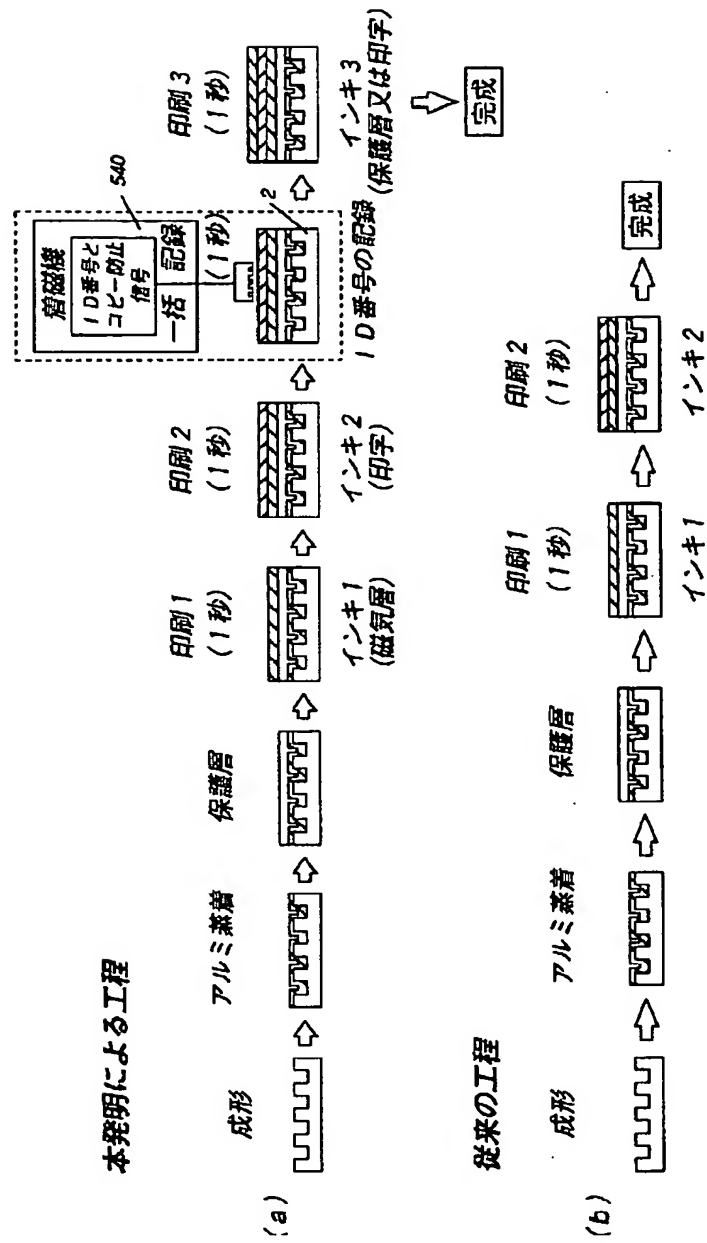 本発明による工程
(a)
成形
アルミ蒸着
保護層
印刷1
(1秒)
インキ1
(磁気層)
印刷2
(1秒)
インキ2
(印字)
着磁機
ID番号と
コピー防止
信号
一括 記録
(1秒)
540
2
ID番号の記録
印刷3
(1秒)
インキ3
(保護層又は印字)
完成
従来の工程
(b)
成形
アルミ蒸着
保護層
印刷1
(1秒)
インキ1
印刷2
(1秒)
インキ2
完成